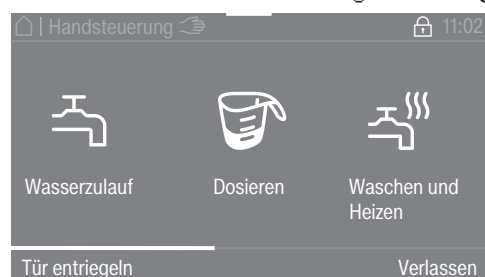 | Handsteuerung 11:02
Wasserzulauf Dosieren Waschen und
Heizen
Tür entriegeln Verlassen